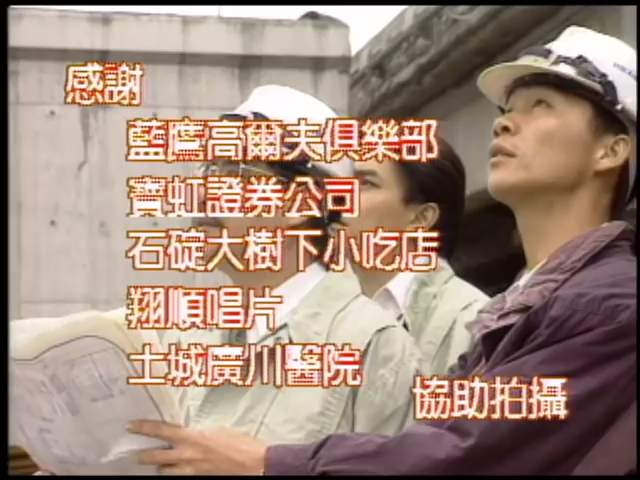 感謝
藍鷹高爾夫俱樂部
寶虹證券公司
石碇大樹下小吃店
翔順唱片
土城廣川醫院
協助拍攝